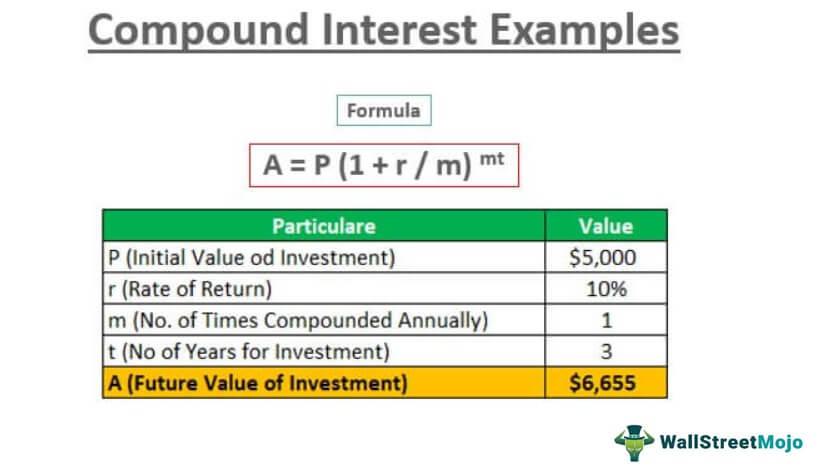 Compound Interest Examples
Formula
A = P (1 + r / m) mt
Particulare Value
P (Initial Value od Investment) $5,000
r (Rate of Return) 10%
m (No. of Times Compounded Annually) 1
t (No of Years for Investment) 3
A (Future Value of Investment) $6,655
WallStreetMojo